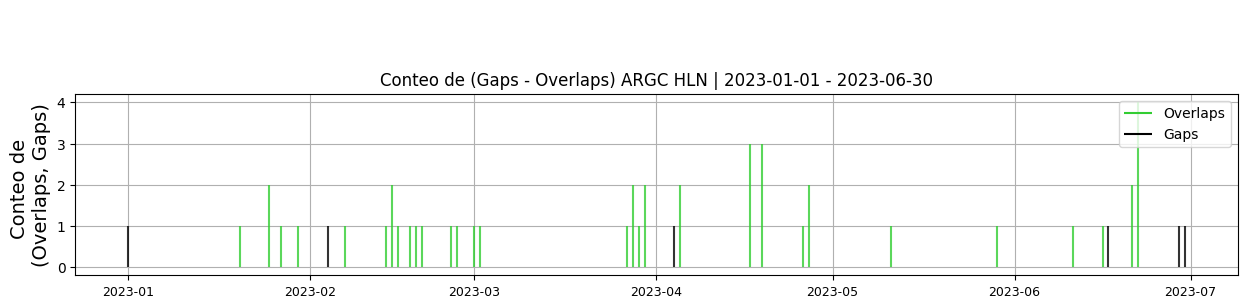 Conteo de (Gaps - Overlaps) ARGC HLN | 2023-01-01 - 2023-06-30
Conteo de
(Overlaps, Gaps)
4
3
2
1
0
Overlaps
Gaps
2023-01
2023-02
2023-03
2023-04
2023-05
2023-06
2023-07